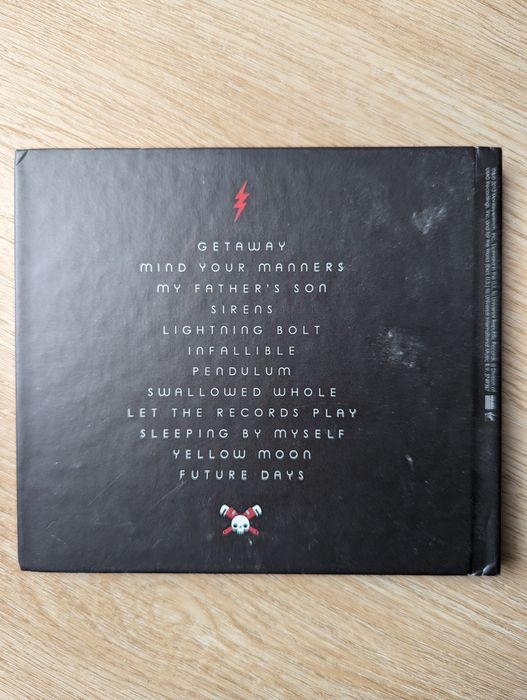 GETAWAY
MIND YOUR MANNERS
MY FATHER'S SON
SIRENS
LIGHTNING BOLT
INFALLIBLE
PENDULUM
SWALLOWED WHOLE
LET THE RECORDS PLAY
SLEEPING BY MYSELF
YELLOW MOON
FUTURE DAYS